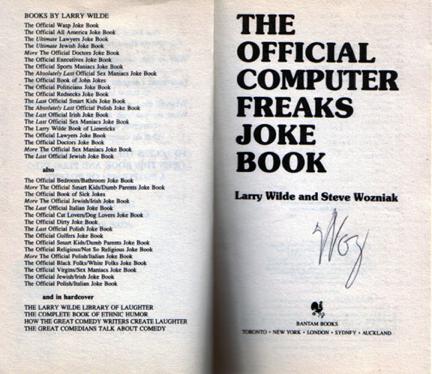 BOOKS BY LARRY WILDE
The Official Wasp Joke Book
The Official All America Joke Book
The Ultimate Lawyers Joke Book
The Ultimate Jewish Joke Book
More The Official Doctors Joke Book
The Official Executives Joke Book
The Official Sports Maniacs Joke Book
The Absolutely Last Official Sex Maniacs Joke Book
The Official Book of John Jokes
The Official Politicians Joke Book
The Official Rednecks Joke Book
The Last Official Smart Kids Joke Book
The Absolutely Last Official Polish Joke Book
The Last Official Irish Joke Book
The Last Official Sex Maniacs Joke Book
The Larry Wilde Book of Limericks
The Official Lawyers Joke Book
The Official Doctors Joke Book
More The Official Sex Maniacs Joke Book
The Last Official Jewish Joke Book
also
The Official Bedroom/Bathroom Joke Book
More The Official Smart Kids/Dumb Parents Joke Book
The Official Book of Sick Jokes
More The Official Jewish/Irish Joke Book
The Last Official Italian Joke Book
The Official Cat Lovers/Dog Lovers Joke Book
The Official Dirty Joke Book
The Last Official Polish Joke Book
The Official Golfers Joke Book
The Official Smart Kids/Dumb Parents Joke Book
The Official Religious/Not So Religious Joke Book
More The Official Polish/Italian Joke Book
The Official Black Folks/White Folks Joke Book
The Official Virgins/Sex Maniacs Joke Book
The Official Jewish/Irish Joke Book
The Official Polish/Italian Joke Book
and in hardcover
THE LARRY WILDE LIBRARY OF LAUGHTER
THE COMPLETE BOOK OF ETHNIC HUMOR
HOW THE GREAT COMEDY WRITERS CREATE LAUGHTER
THE GREAT COMEDIANS TALK ABOUT COMEDY
THE
OFFICIAL
COMPUTER
FREAKS
JOKE
BOOK
Larry Wilde and Steve Wozniak
Woz
BANTAM BOOKS
TORONTO • NEW YORK • LONDON • SYDNEY • AUCKLAND